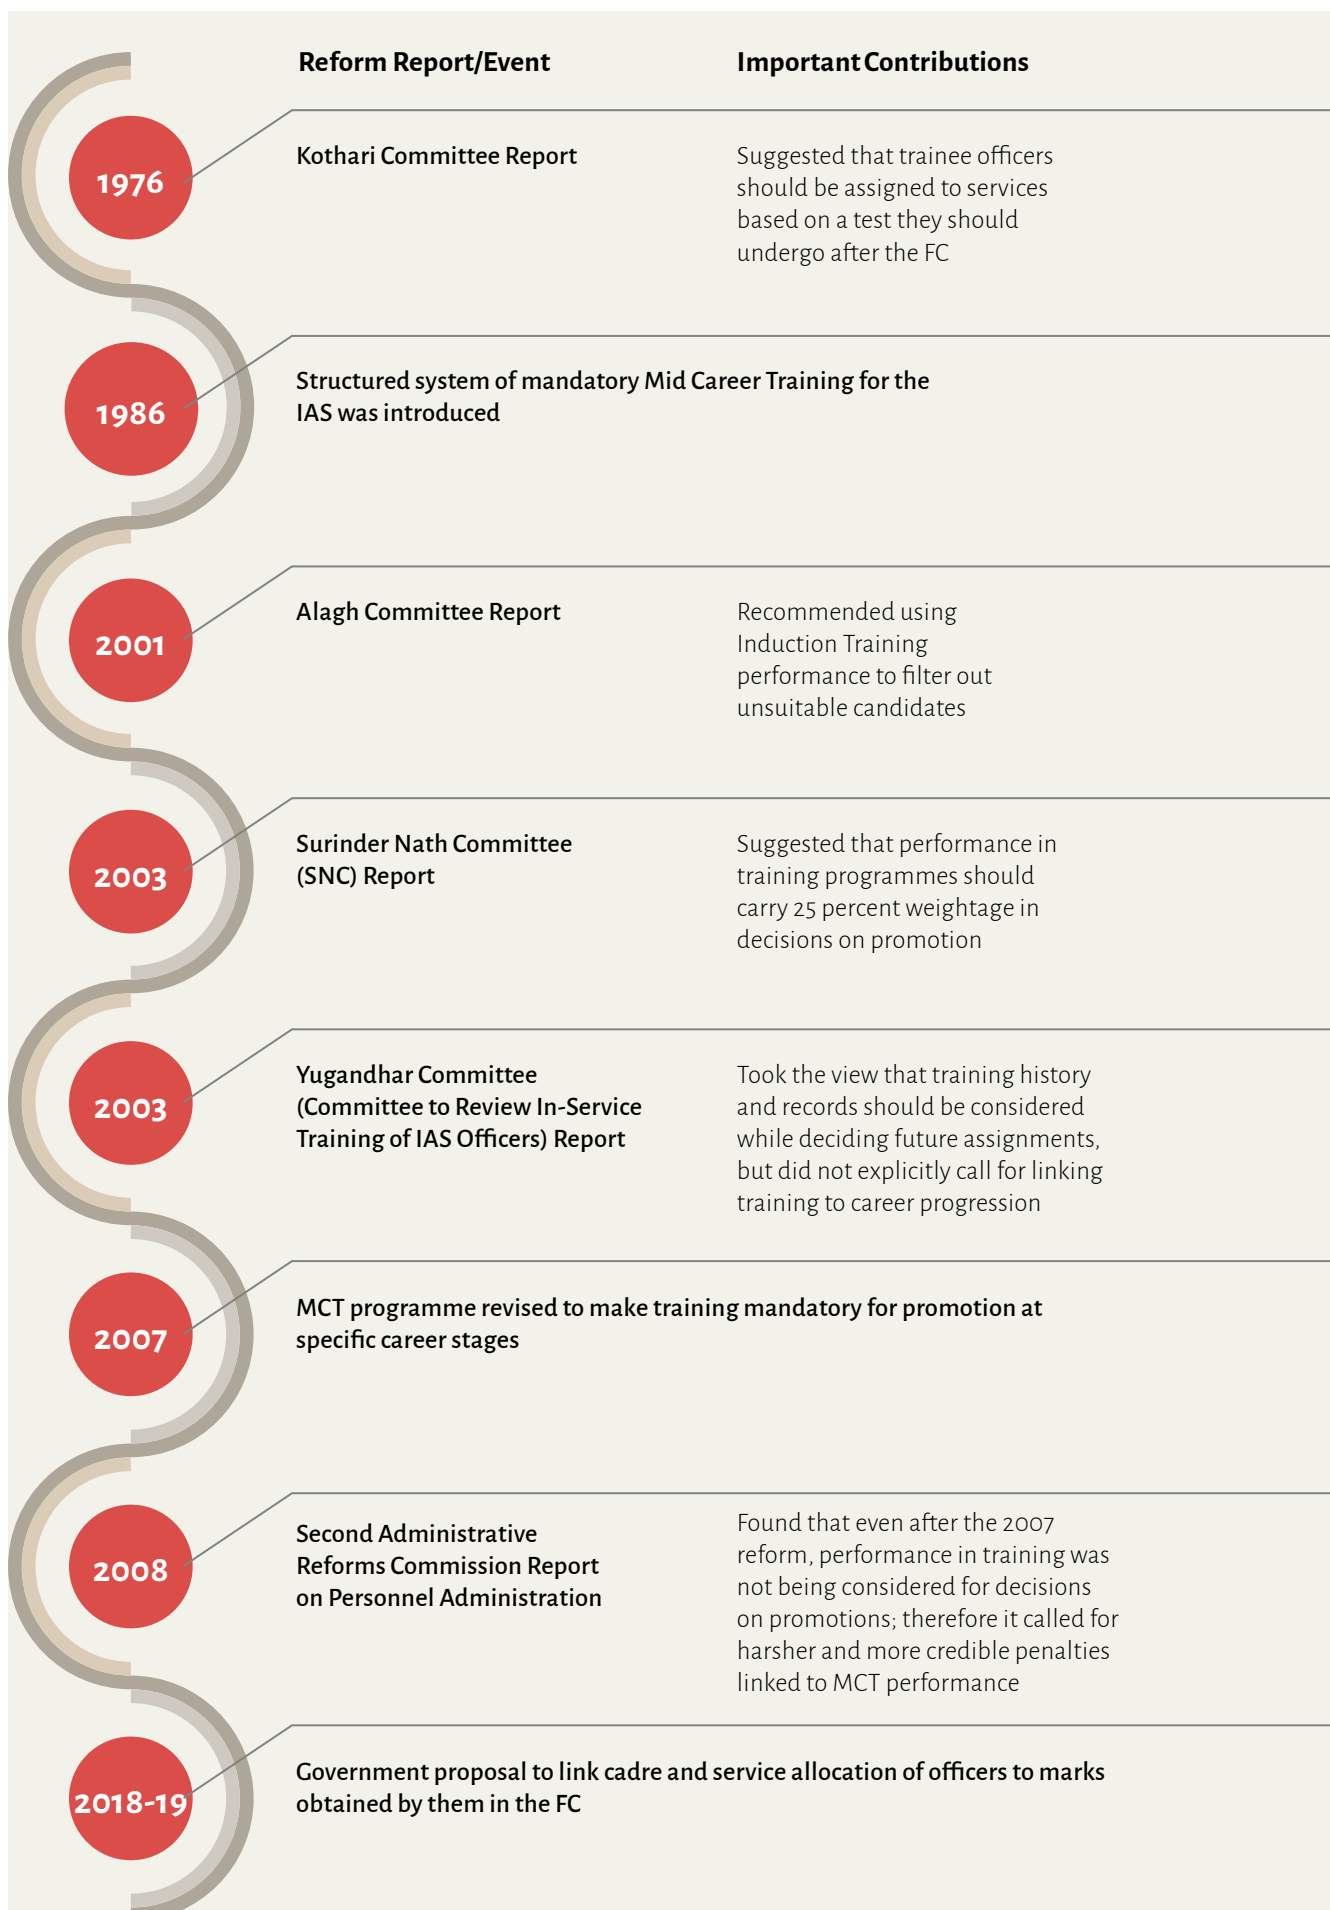 Reform Report/Event
Important Contributions
1976
Kothari Committee Report
Suggested that trainee officers
should be assigned to services
based on a test they should
undergo after the FC
1986
Structured system of mandatory Mid Career Training for the
IAS was introduced
2001
Alagh Committee Report
Recommended using
Induction Training
performance to filter out
unsuitable candidates
2003
Surinder Nath Committee
(SNC) Report
Suggested that performance in
training programmes should
carry 25 percent weightage in
decisions on promotion
2003
Yugandhar Committee
(Committee to Review In-Service
Training of IAS Officers) Report
Took the view that training history
and records should be considered
while deciding future assignments,
but did not explicitly call for linking
training to career progression
2007
MCT programme revised to make training mandatory for promotion at
specific career stages
2008
Second Administrative
Reforms Commission Report
on Personnel Administration
Found that even after the 2007
reform, performance in training was
not being considered for decisions
on promotions; therefore it called for
harsher and more credible penalties
linked to MCT performance
2018-19
Government proposal to link cadre and service allocation of officers to marks
obtained by them in the FC